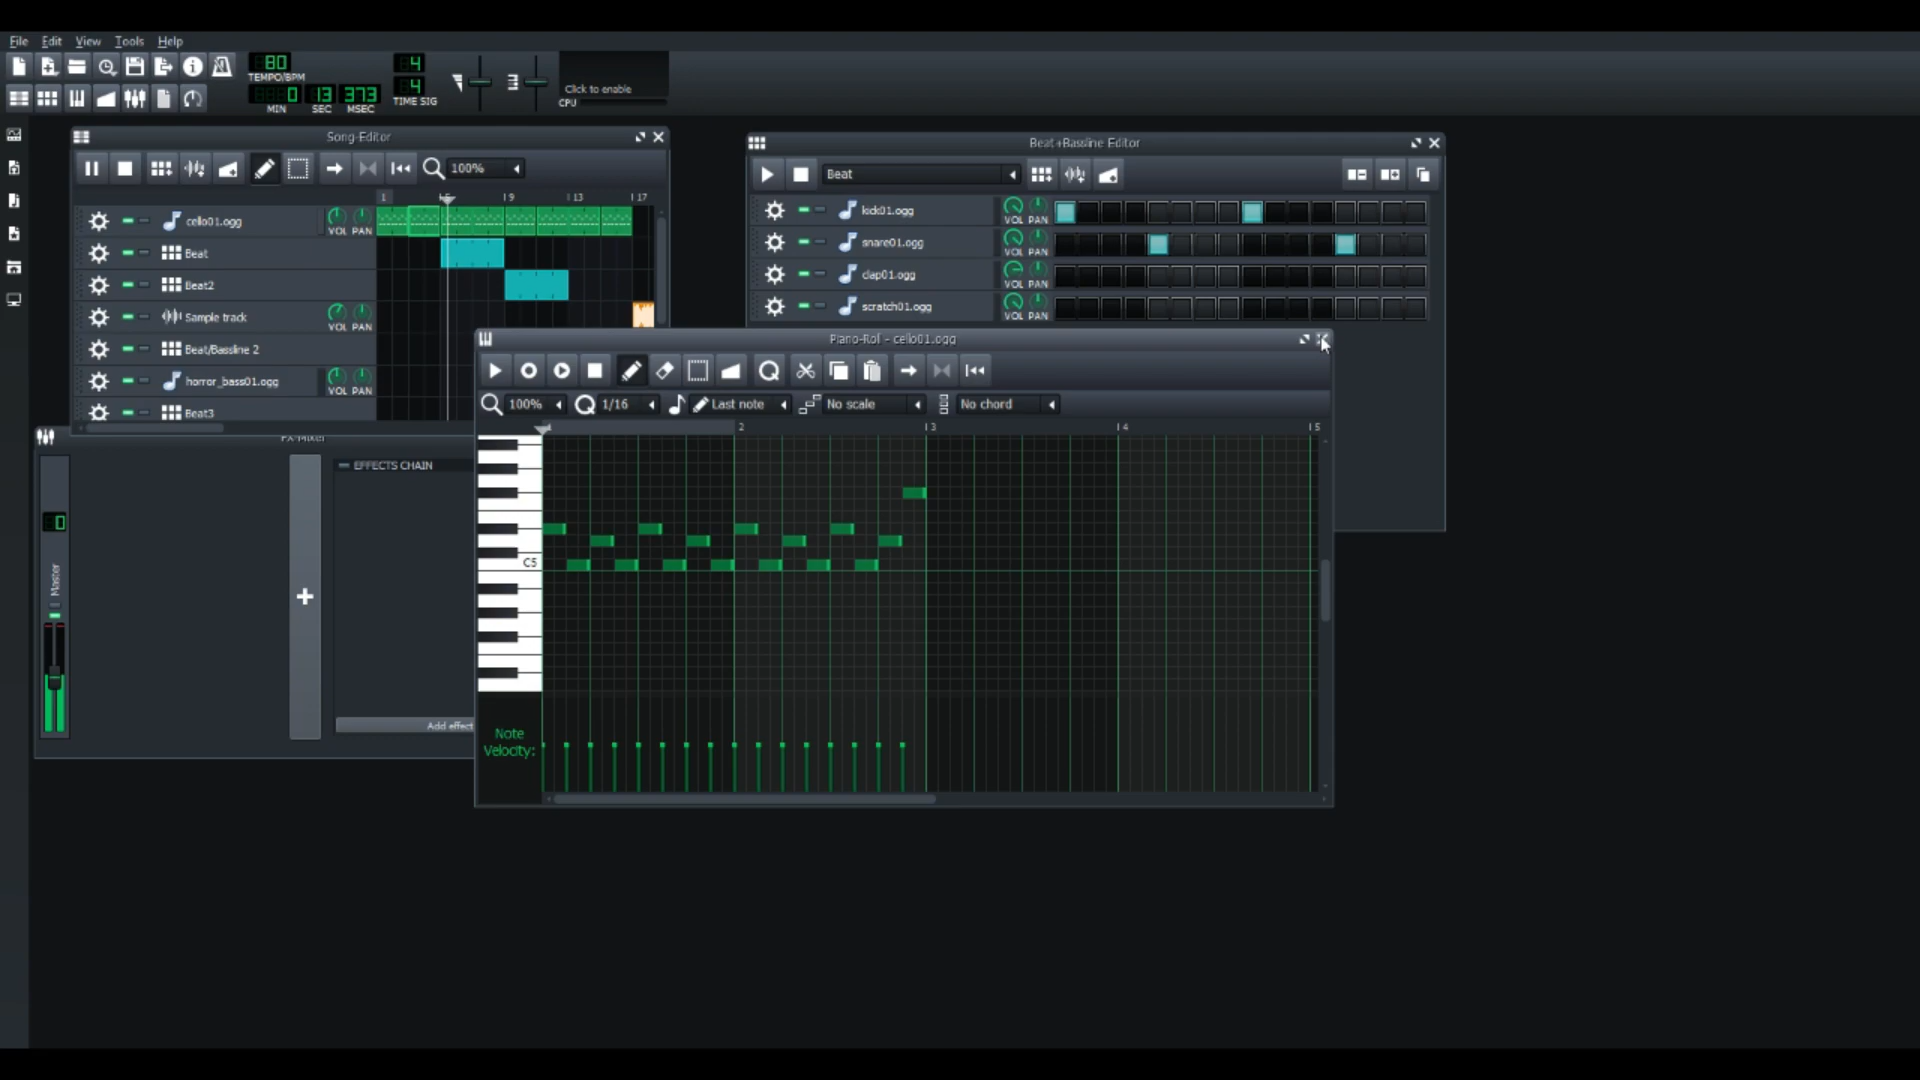 File Edit View Tools Help
80
TEMPO/BPM
0 13 373
MIN SEC MSEC
4
4
TIME SIG
Click to enable
CPU
Song-Editor
100%
1 9 13 17
cello01.ogg
VOL PAN
Beat
Beat2
Sample track
VOL PAN
Beat/Bassline 2
horror_bass01.ogg
VOL PAN
Beat3
Beat+Bassline Editor
Beat
kick01.ogg
VOL PAN
snare01.ogg
VOL PAN
clap01.ogg
VOL PAN
scratch01.ogg
VOL PAN
FX-Mixer
EFFECTS CHAIN
0
Master
Add effect
Piano-Roll - cello01.ogg
100% 1/16 Last note No scale No chord
2 3 4 5
C5
Note
Velocity: